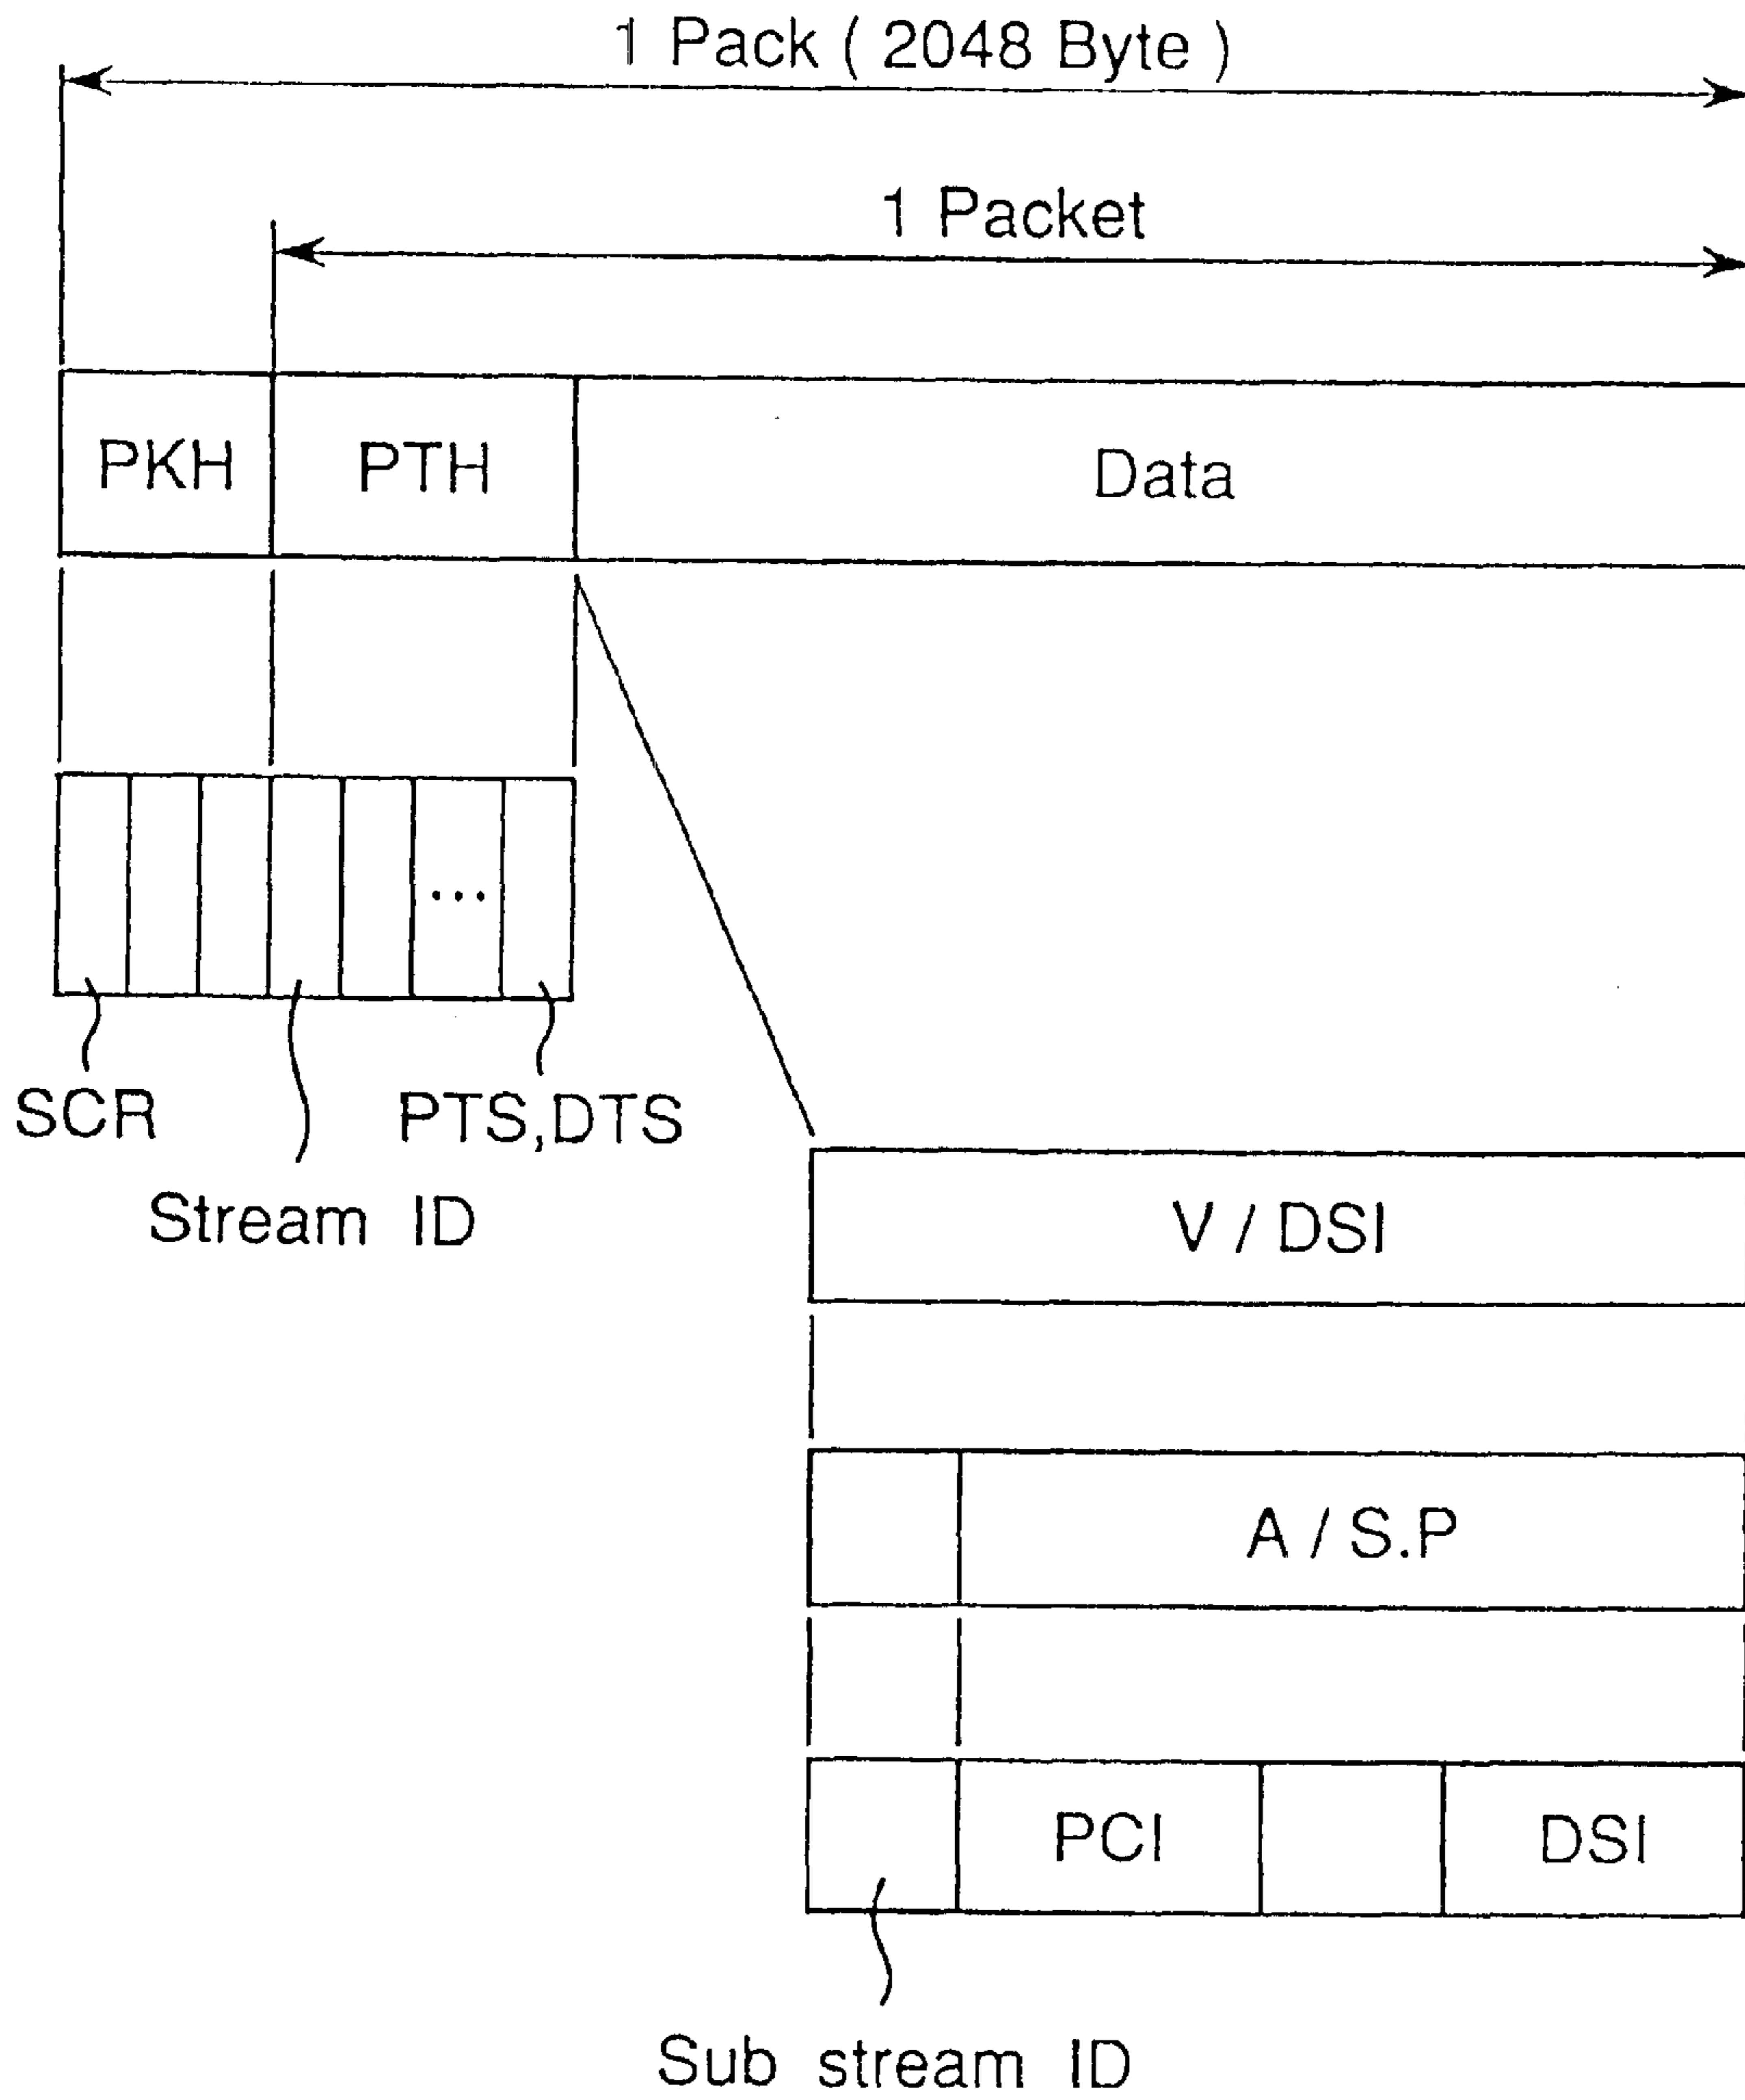 1 Pack ( 2048 Byte )
1 Packet
PKH
PTH
Data
...
SCR
PTS,DTS
Stream ID
V / DSI
A / S.P
PCI
DSI
Sub stream ID